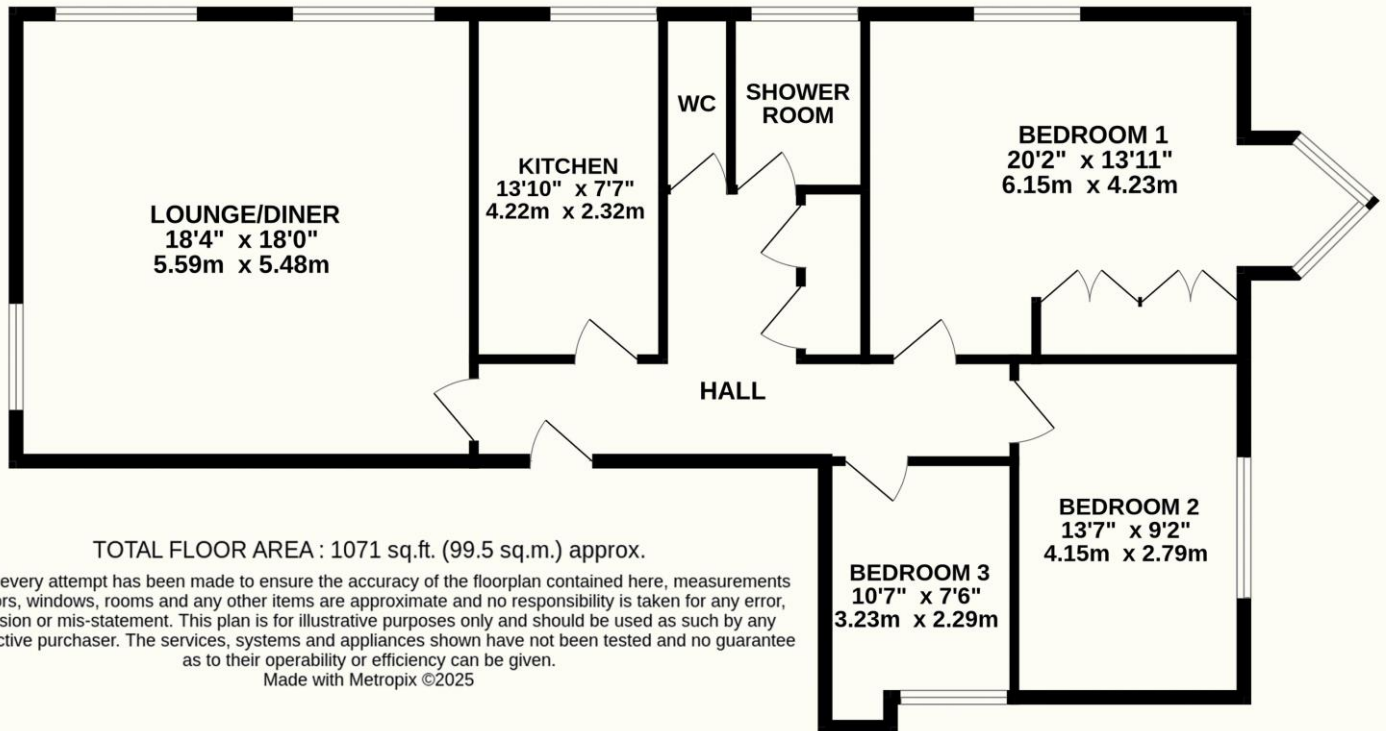 WC
SHOWER
ROOM
KITCHEN
13'10" x 7'7"
4.22m x 2.32m
BEDROOM 1
20'2" x 13'11"
6.15m x 4.23m
LOUNGE/DINER
18'4" x 18'0"
5.59m x 5.48m
HALL
BEDROOM 2
13'7" x 9'2"
4.15m x 2.79m
BEDROOM 3
10'7" x 7'6"
3.23m x 2.29m
TOTAL FLOOR AREA : 1071 sq.ft. (99.5 sq.m.) approx.
every attempt has been made to ensure the accuracy of the floorplan contained here, measurements
windows, rooms and any other items are approximate and no responsibility is taken for any error,
or mis-statement. This plan is for illustrative purposes only and should be used as such by any
purchaser. The services, systems and appliances shown have not been tested and no guarantee
as to their operability or efficiency can be given.
Made with Metropix ©2025